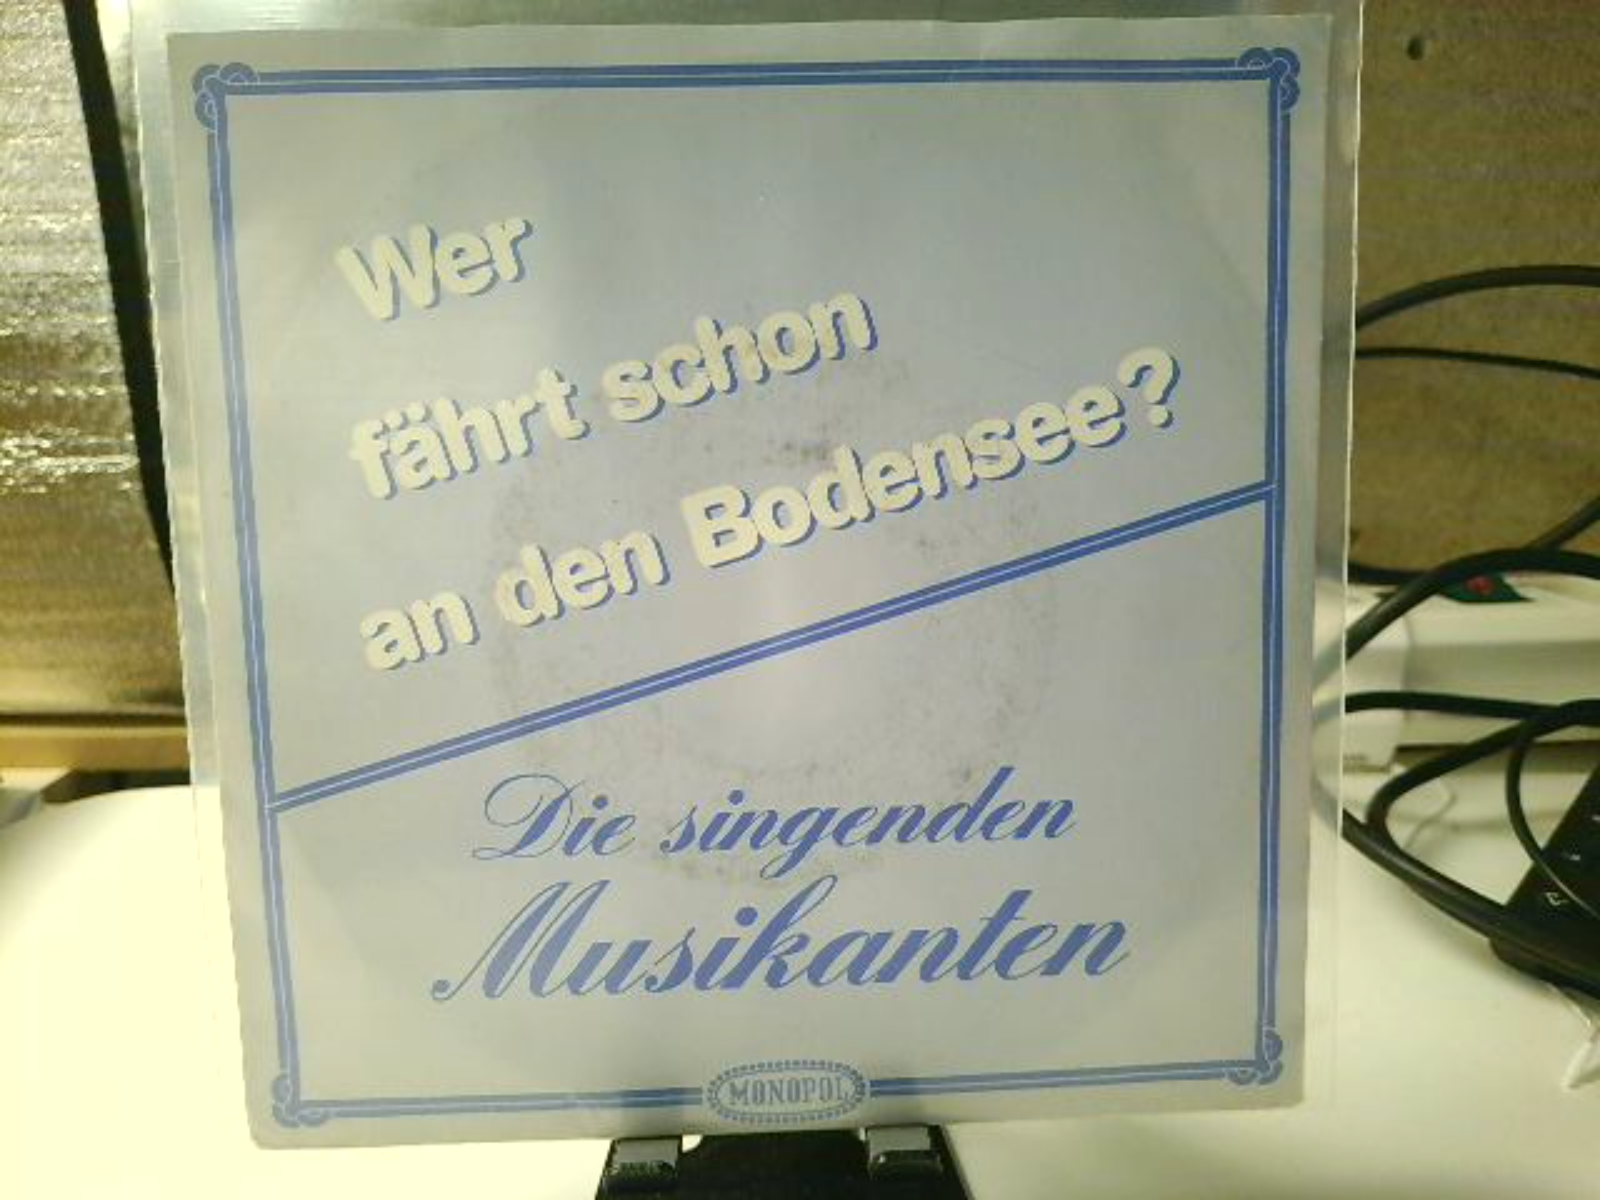 Wer
fährt schon
an den Bodensee?
Die singenden
Musikanten
MONOPOL